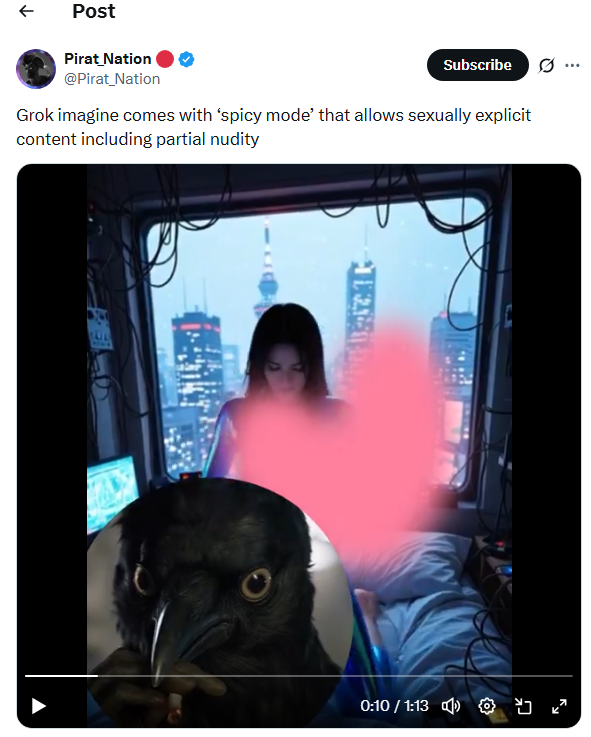 Post
Pirat_Nation
Subscribe
@Pirat_Nation
Grok imagine comes with ‘spicy mode’ that allows sexually explicit
content including partial nudity
0:10 / 1:13